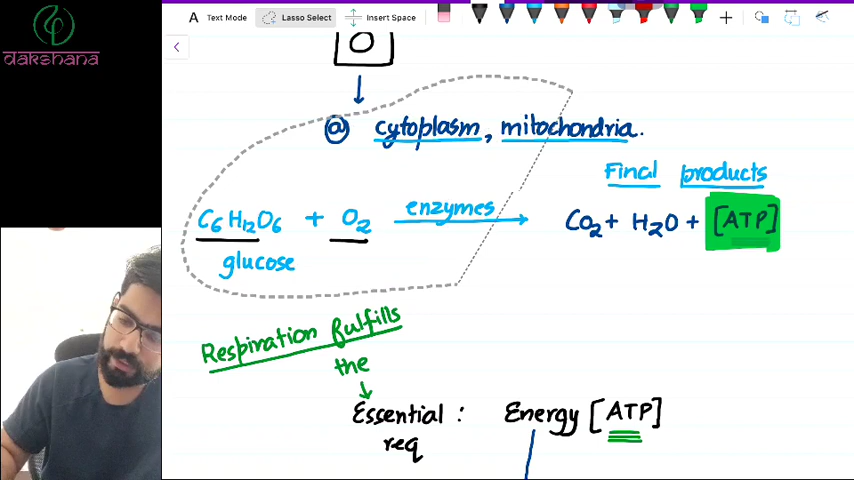 dakshana
A Text Mode Lasso Select Insert Space
O
@ cytoplasm, mitochondria.
Final products
C6H12O6 + O2 enzymes CO2 + H2O + [ATP]
glucose
Respiration fulfills
the
Essential : Energy [ATP]
req